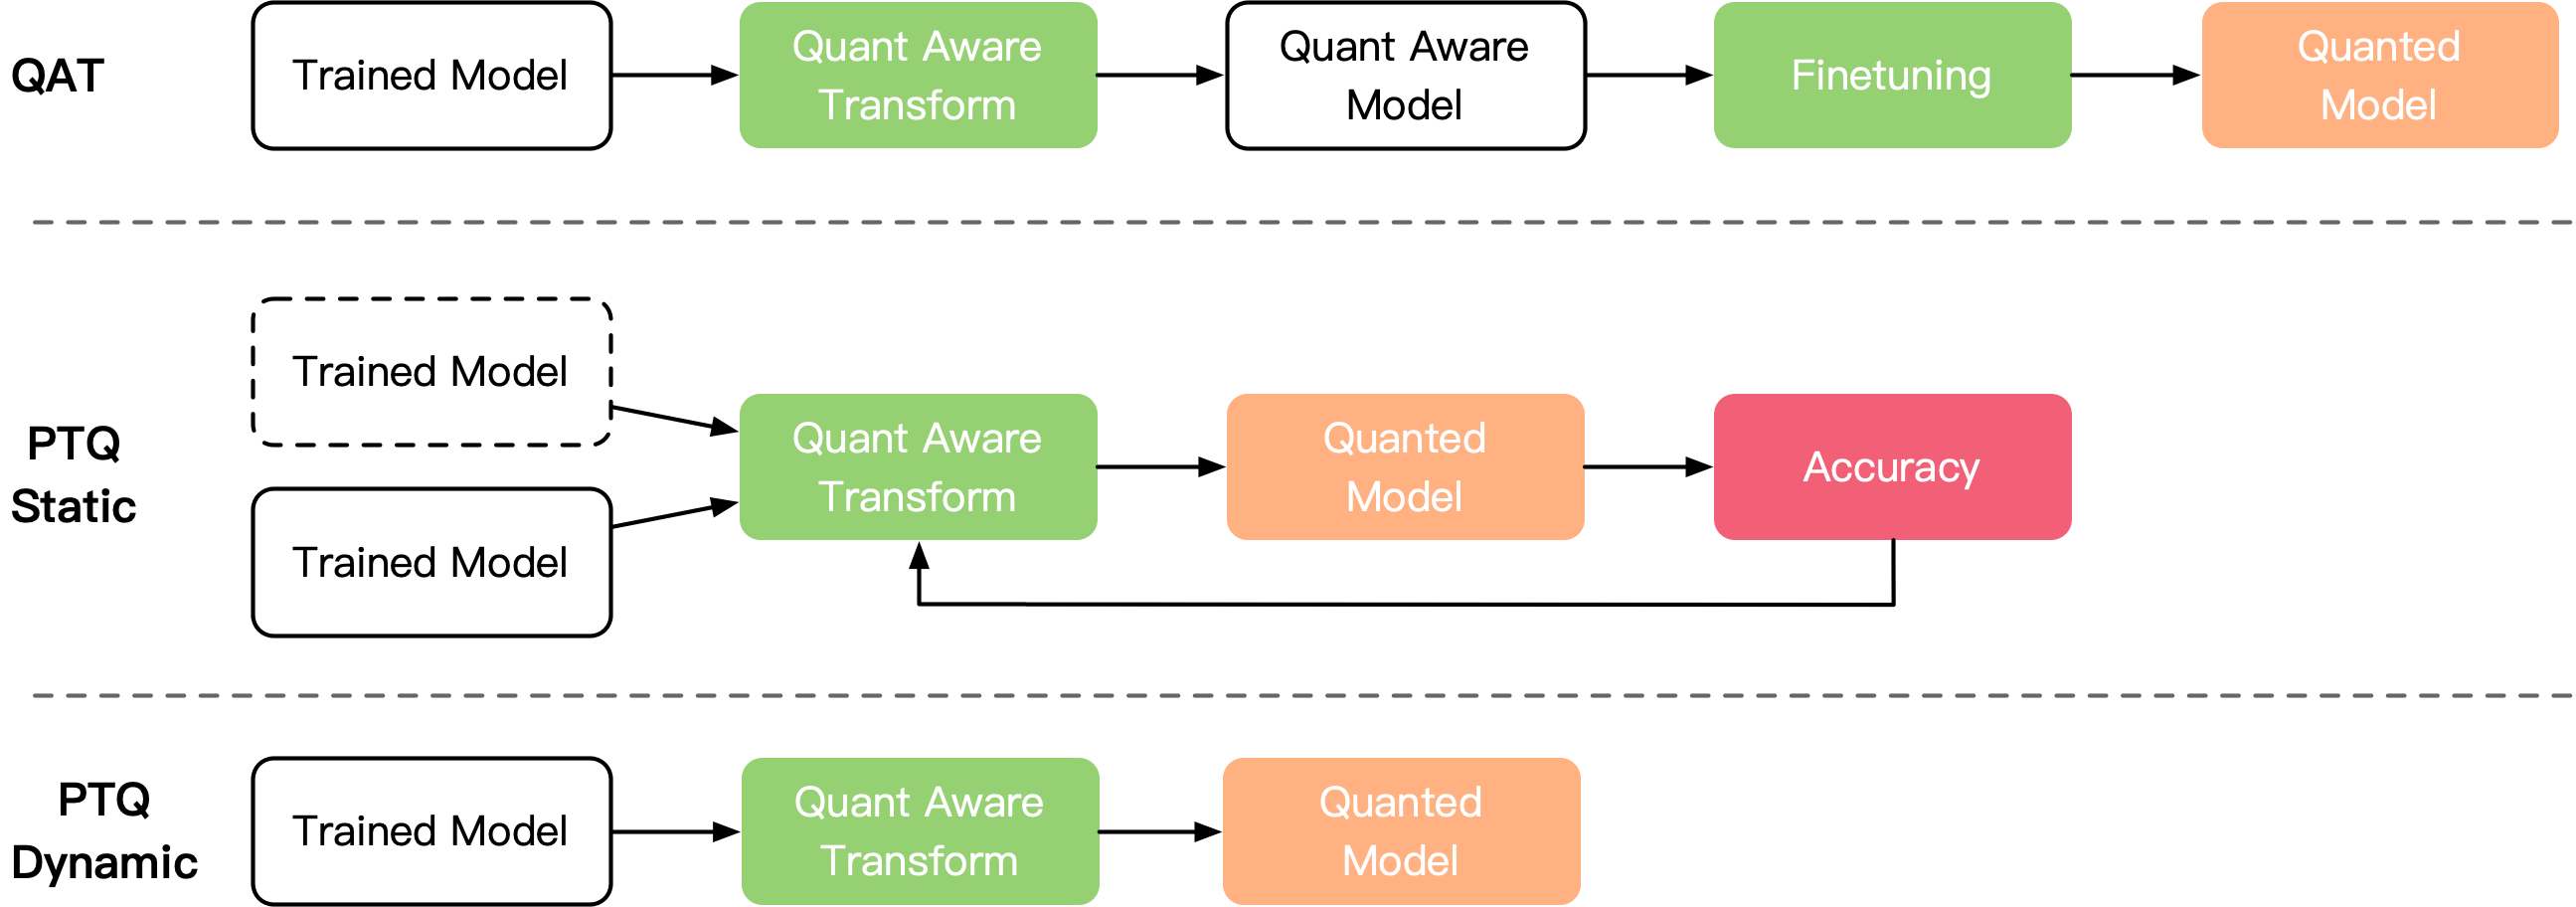 QAT
Trained Model
Quant Aware
Transform
Quant Aware
Model
Finetuning
Quanted
Model
PTQ
Static
Trained Model
Trained Model
Quant Aware
Transform
Quanted
Model
Accuracy
PTQ
Dynamic
Trained Model
Quant Aware
Transform
Quanted
Model